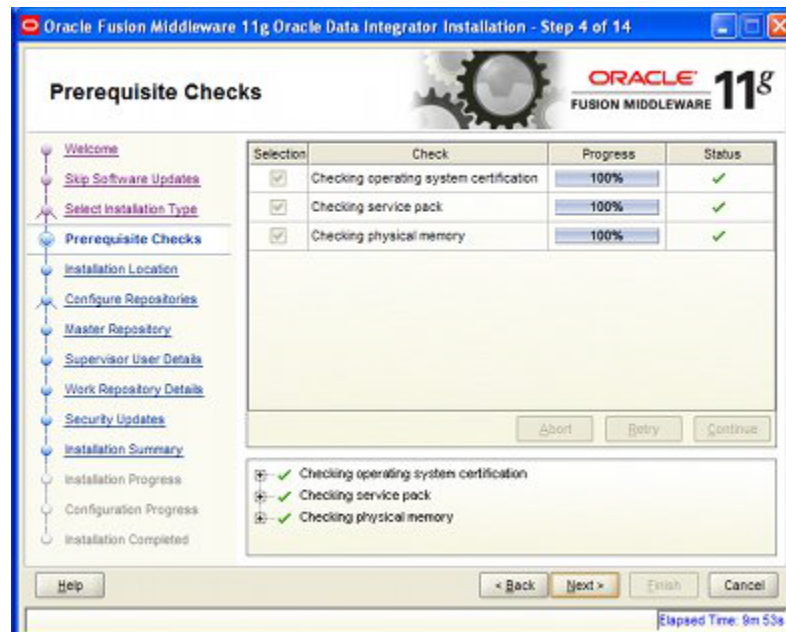 Oracle Fusion Middleware 11g Oracle Data Integrator Installation - Step 4 of 14
Prerequisite Checks
ORACLE
FUSION MIDDLEWARE
11g
Welcome
Skip Software Updates
Select Installation Type
Prerequisite Checks
Installation Location
Configure Repositories
Master Repository
Supervisor User Details
Work Repository Details
Security Updates
Installation Summary
Installation Progress
Configuration Progress
Installation Completed
Selection Check Progress Status
Checking operating system certification 100%
Checking service pack 100%
Checking physical memory 100%
Abort Retry Continue
Checking operating system certification
Checking service pack
Checking physical memory
Help < Back Next > Finish Cancel
Elapsed Time: 9m 53s